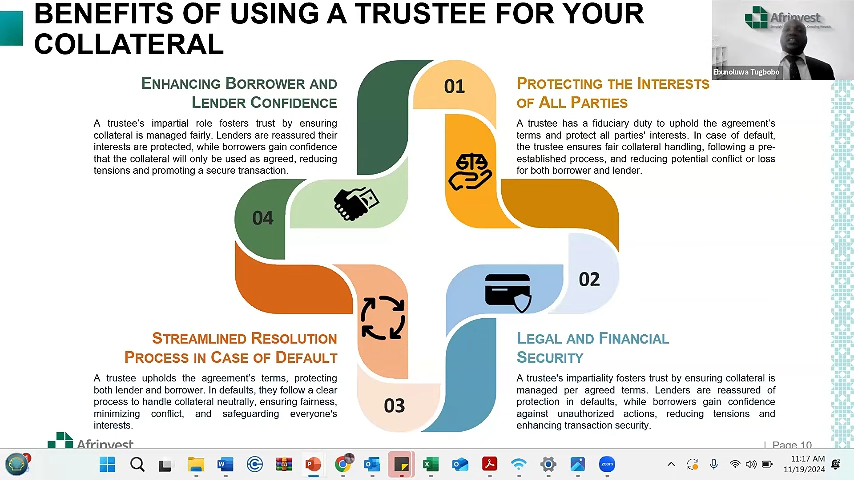 BENEFITS OF USING A TRUSTEE FOR YOUR
COLLATERAL
Afrinvest
Ebunoluwa Tugbobo
ENHANCING BORROWER AND
LENDER CONFIDENCE
A trustee's impartial role fosters trust by ensuring
collateral is managed fairly. Lenders are reassured their
interests are protected, while borrowers gain confidence
that the collateral will only be used as agreed, reducing
tensions and promoting a secure transaction.
01
PROTECTING THE INTERESTS
OF ALL PARTIES
A trustee has a fiduciary duty to uphold the agreement's
terms and protect all parties' interests. In case of default,
the trustee ensures fair collateral handling, following a pre-
established process, and reducing potential conflict or loss
for both borrower and lender.
04
02
STREAMLINED RESOLUTION
PROCESS IN CASE OF DEFAULT
A trustee upholds the agreement's terms, protecting
both lender and borrower. In defaults, they follow a clear
process to handle collateral neutrally, ensuring fairness,
minimizing conflict, and safeguarding everyone's
interests.
03
LEGAL AND FINANCIAL
SECURITY
A trustee's impartiality fosters trust by ensuring collateral is
managed per agreed terms. Lenders are reassured of
protection in defaults, while borrowers gain confidence
against unauthorized actions, reducing tensions and
enhancing transaction security.
Afrinvest
| Page 10
zoom
11:17 AM
11/19/2024